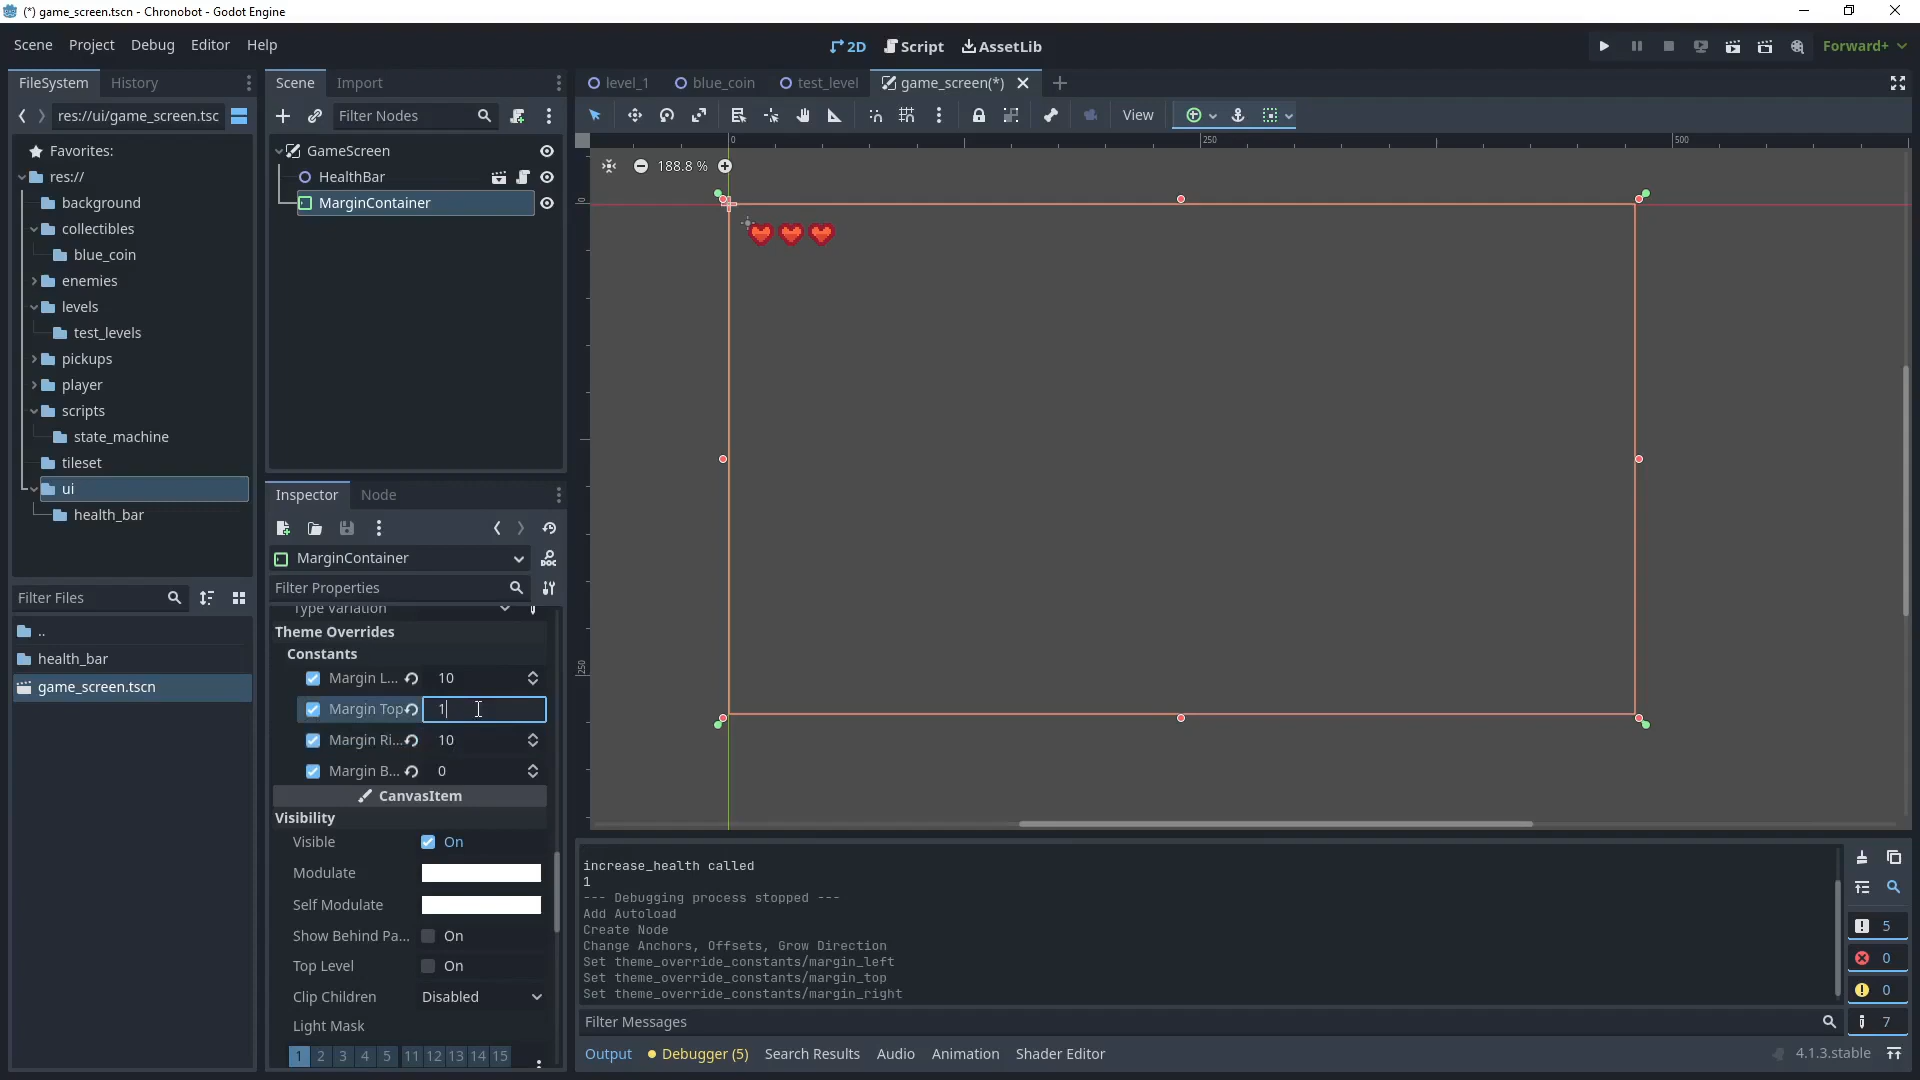 (*) game_screen.tscn - Chronobot - Godot Engine
Scene Project Debug Editor Help
2D Script AssetLib
Forward+
FileSystem History
Scene Import
level_1 blue_coin test_level game_screen(*)
res://ui/game_screen.tsc
Filter Nodes
View
0 250 500
Favorites:
res://
background
collectibles
blue_coin
enemies
levels
test_levels
pickups
player
scripts
state_machine
tileset
ui
health_bar
GameScreen
HealthBar
MarginContainer
188.8 %
0
250
Filter Files
..
health_bar
game_screen.tscn
Inspector Node
MarginContainer
Filter Properties
Type Variation
Theme Overrides
Constants
Margin L... 10
Margin Top 1
Margin Ri... 10
Margin B... 0
CanvasItem
Visibility
Visible On
Modulate
Self Modulate
Show Behind Pa... On
Top Level On
Clip Children Disabled
Light Mask
1 2 3 4 5 11 12 13 14 15
increase_health called
1
--- Debugging process stopped ---
Add Autoload
Create Node
Change Anchors, Offsets, Grow Direction
Set theme_override_constants/margin_left
Set theme_override_constants/margin_top
Set theme_override_constants/margin_right
5
0
0
7
Filter Messages
Output Debugger (5) Search Results Audio Animation Shader Editor
4.1.3.stable